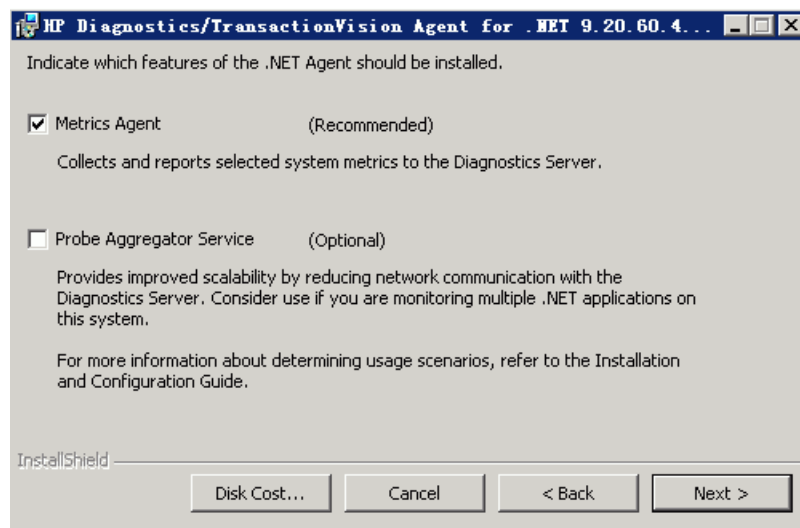 HP Diagnostics/TransactionVision Agent for .NET 9.20.60.4...
Indicate which features of the .NET Agent should be installed.
Metrics Agent (Recommended)
Collects and reports selected system metrics to the Diagnostics Server.
Probe Aggregator Service (Optional)
Provides improved scalability by reducing network communication with the
Diagnostics Server. Consider use if you are monitoring multiple .NET applications on
this system.
For more information about determining usage scenarios, refer to the Installation
and Configuration Guide.
InstallShield
Disk Cost... Cancel < Back Next >